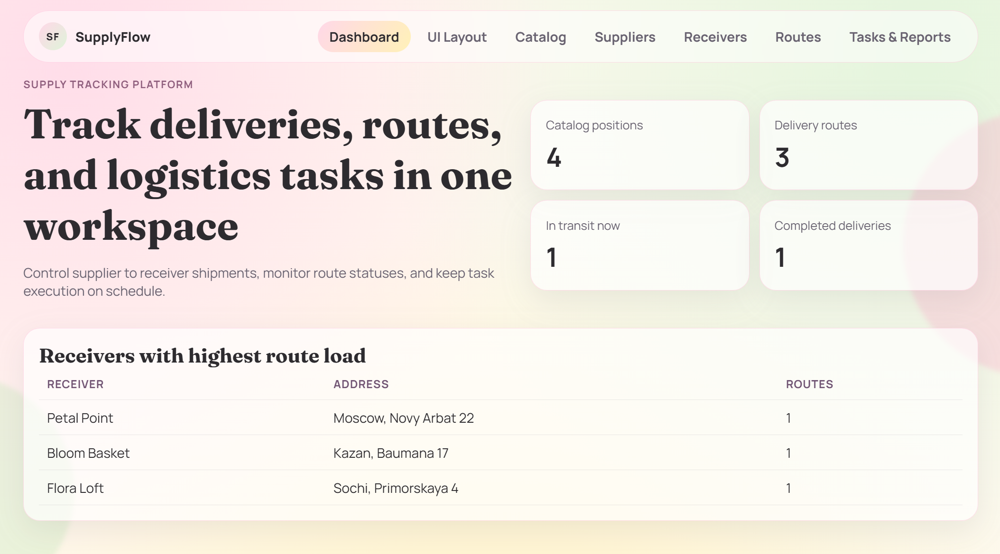 SF SupplyFlow Dashboard UI Layout Catalog Suppliers Receivers Routes Tasks & Reports
SUPPLY TRACKING PLATFORM
Track deliveries, routes,
and logistics tasks in one
workspace
Control supplier to receiver shipments, monitor route statuses, and keep task
execution on schedule.
Catalog positions
4
Delivery routes
3
In transit now
1
Completed deliveries
1
Receivers with highest route load
RECEIVER ADDRESS ROUTES
Petal Point Moscow, Novy Arbat 22 1
Bloom Basket Kazan, Baumana 17 1
Flora Loft Sochi, Primorskaya 4 1